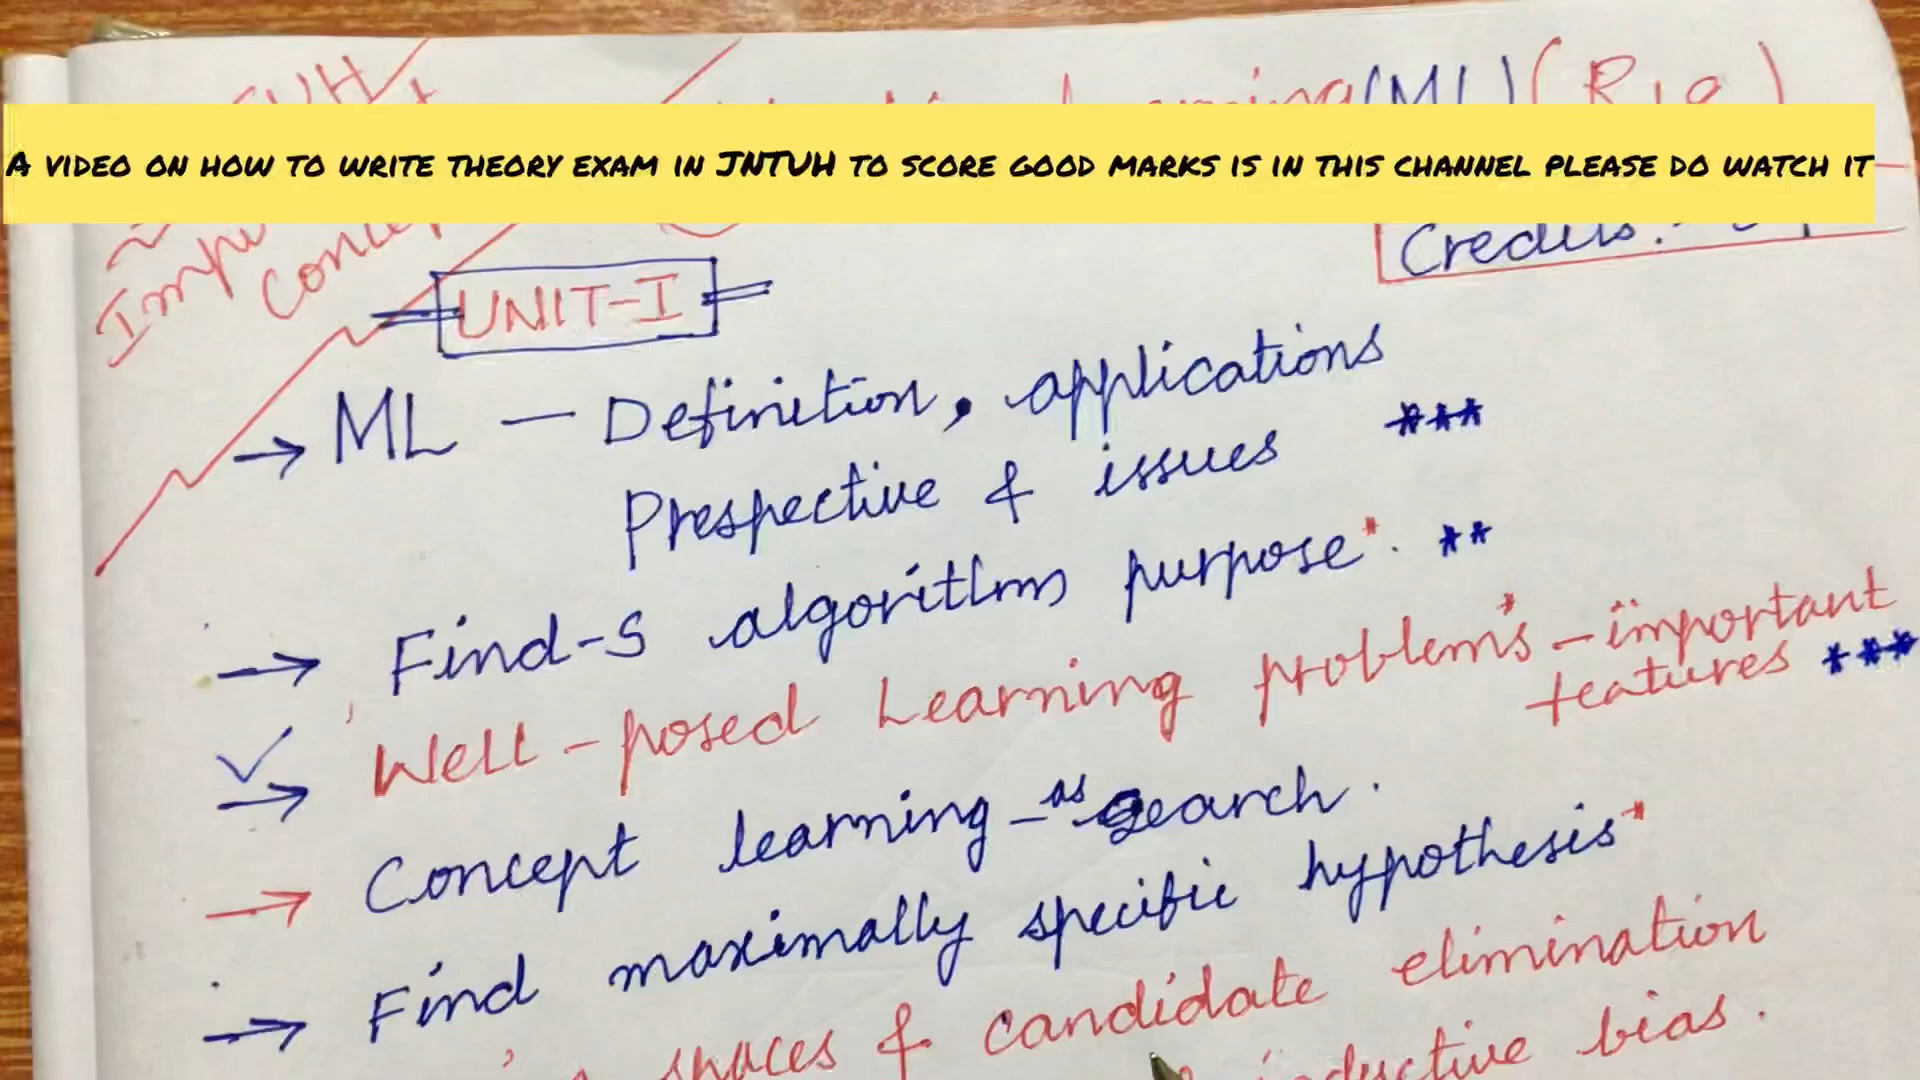 A VIDEO ON HOW TO WRITE THEORY EXAM IN JNTUH TO SCORE GOOD MARKS IS IN THIS CHANNEL PLEASE DO WATCH IT
UNIT-I
→ ML — Definition, applications
Prespective & issues ***
→ Find-S algorithms purpose*. **
✓→ Well-posed Learning problem's* - important
features ***
→ Concept learning - as search.
→ Find maximally specific hypothesis*
spaces & candidate elimination
inductive bias.